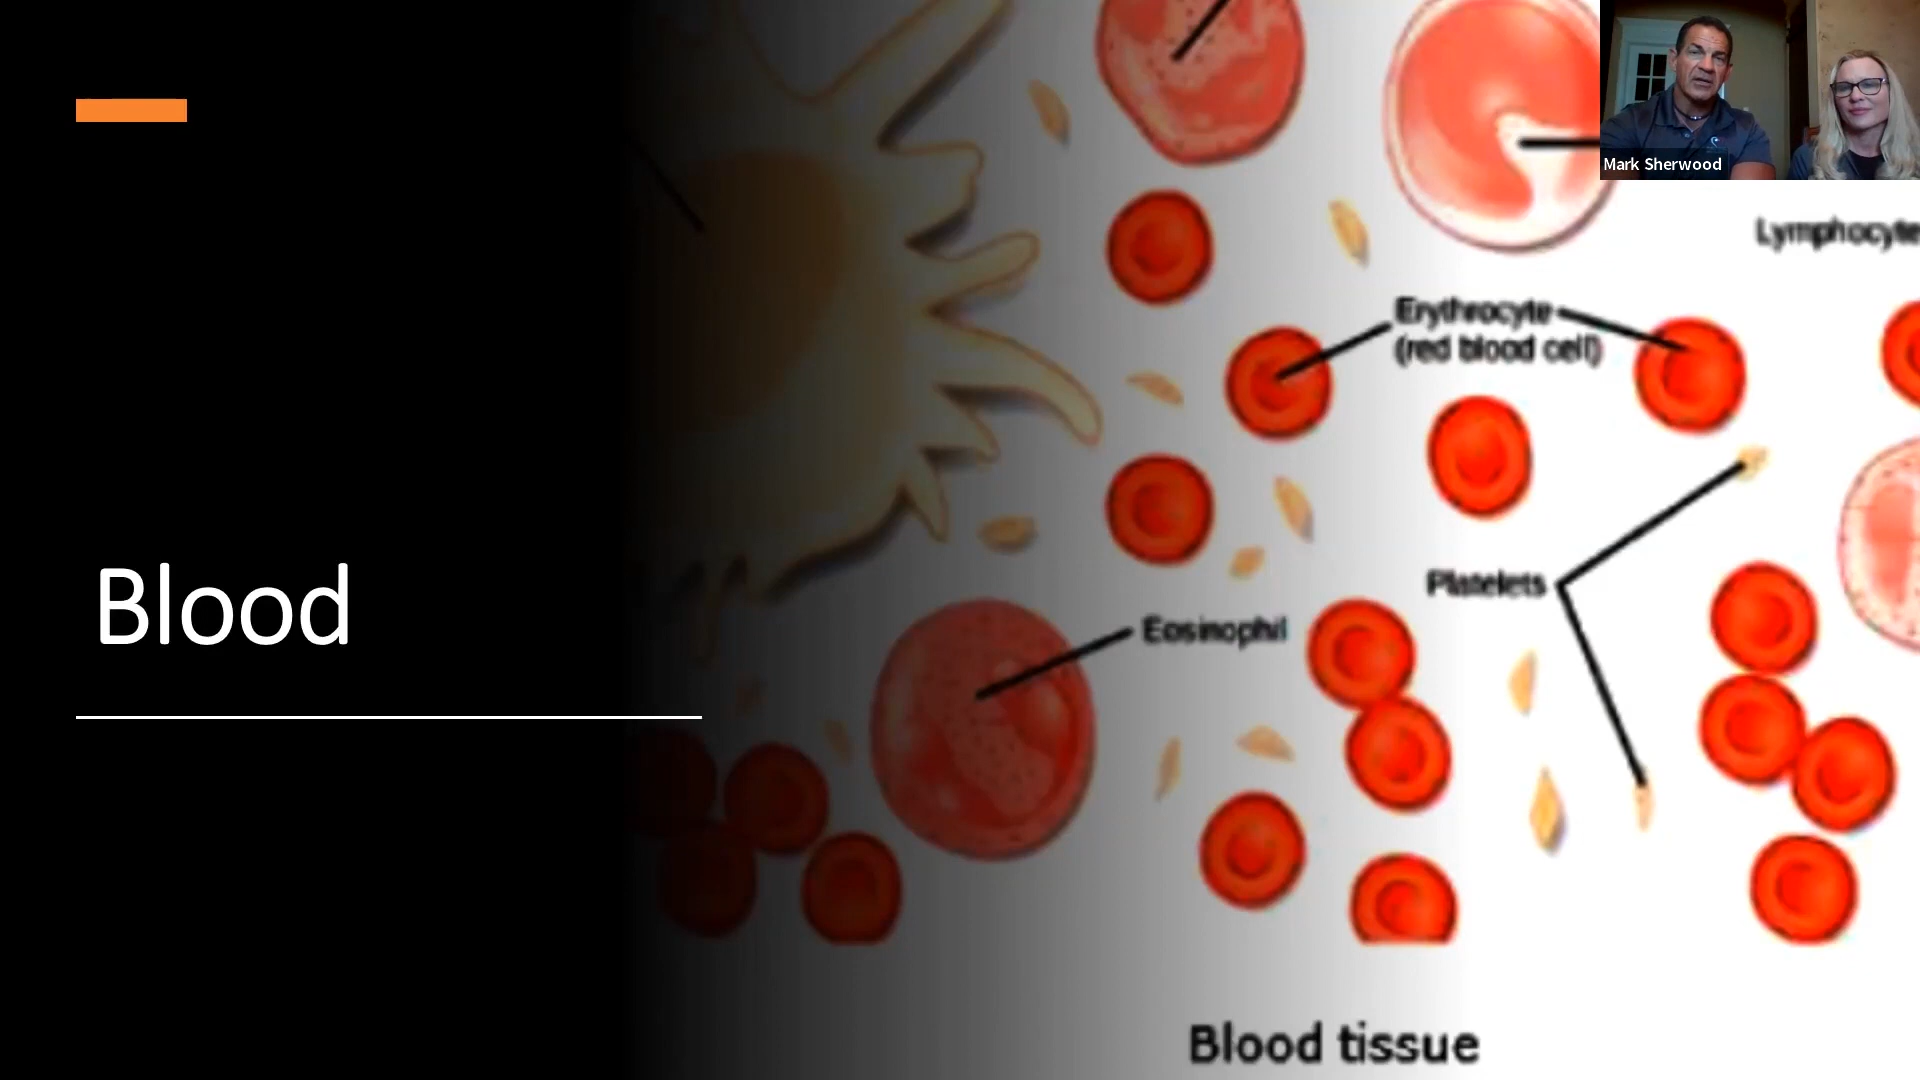 Mark Sherwood
Lymphocyte
Erythrocyte
(red blood cell)
Platelets
Eosinophil
Blood
Blood tissue